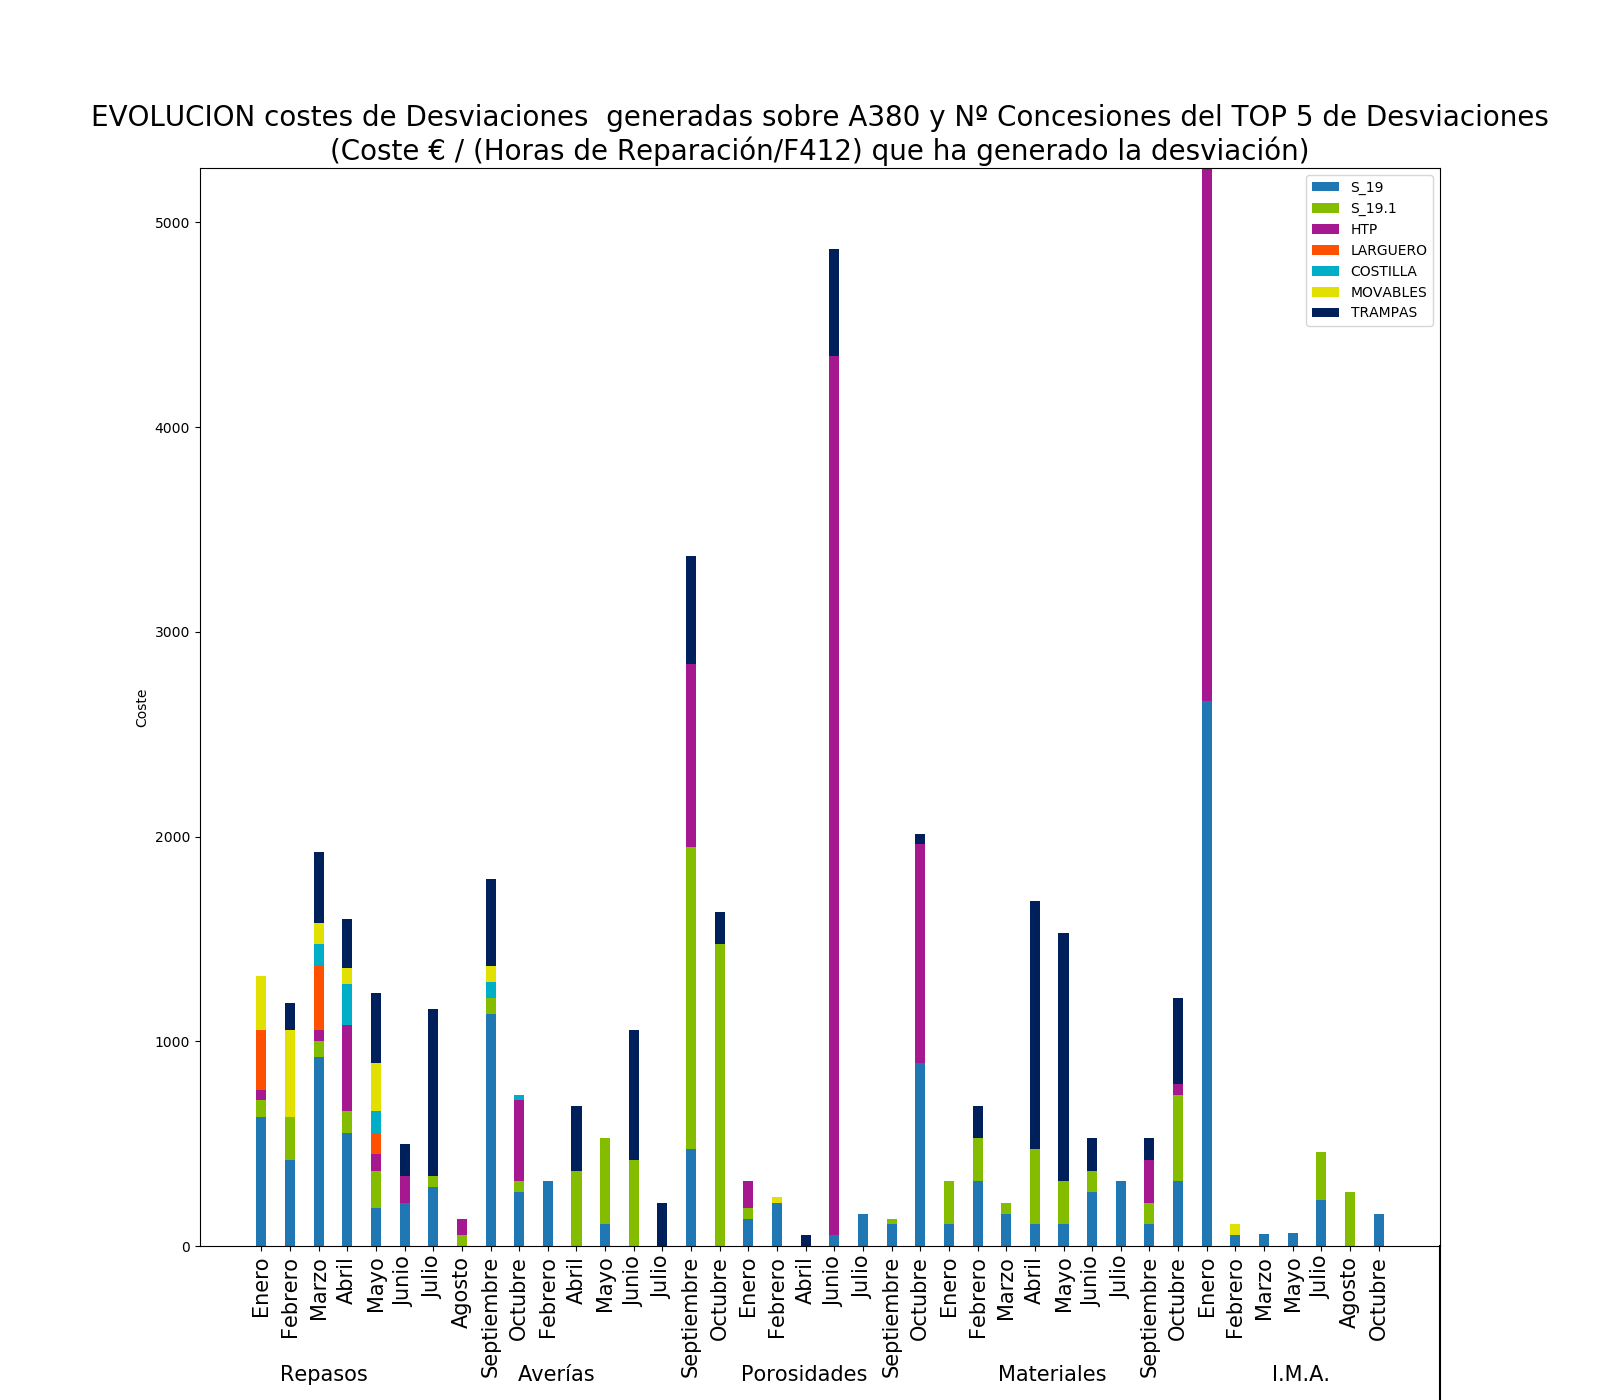 EVOLUCION costes de Desviaciones  generadas sobre A380 y Nº Concesiones del TOP 5 de Desviaciones
(Coste € / (Horas de Reparación/F412) que ha generado la desviación)
S_19
S_19.1
HTP
LARGUERO
COSTILLA
MOVABLES
TRAMPAS
5000
4000
3000
2000
1000
0
Coste
Enero
Febrero
Marzo
Abril
Mayo
Junio
Julio
Agosto
Septiembre
Octubre
Febrero
Abril
Mayo
Junio
Julio
Septiembre
Octubre
Enero
Febrero
Abril
Junio
Julio
Septiembre
Octubre
Enero
Febrero
Marzo
Abril
Mayo
Junio
Julio
Septiembre
Octubre
Enero
Febrero
Marzo
Mayo
Julio
Agosto
Octubre
Repasos
Averías
Porosidades
Materiales
I.M.A.